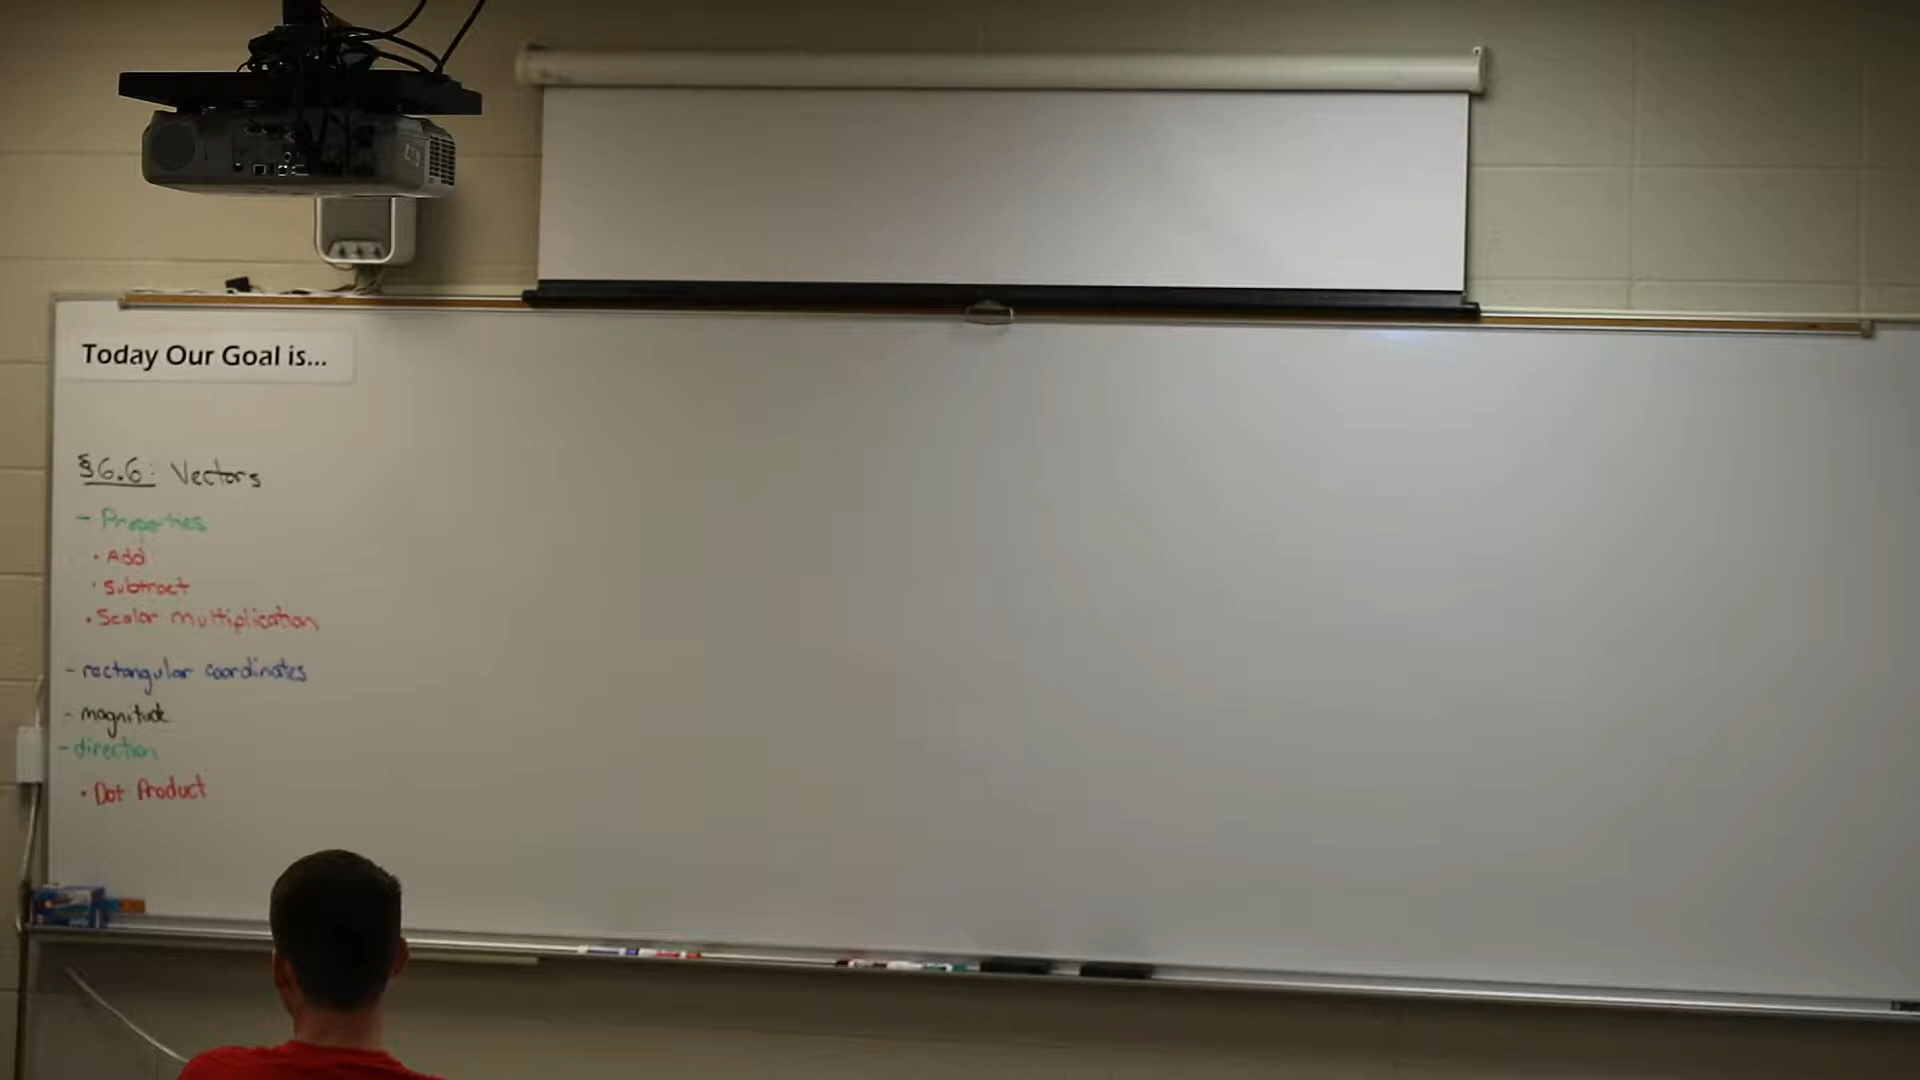 Today Our Goal is...
§6.6: Vectors
- Properties
• Add
• Subtract
• Scalar multiplication
- rectangular coordinates
- magnitude
- direction
• Dot Product